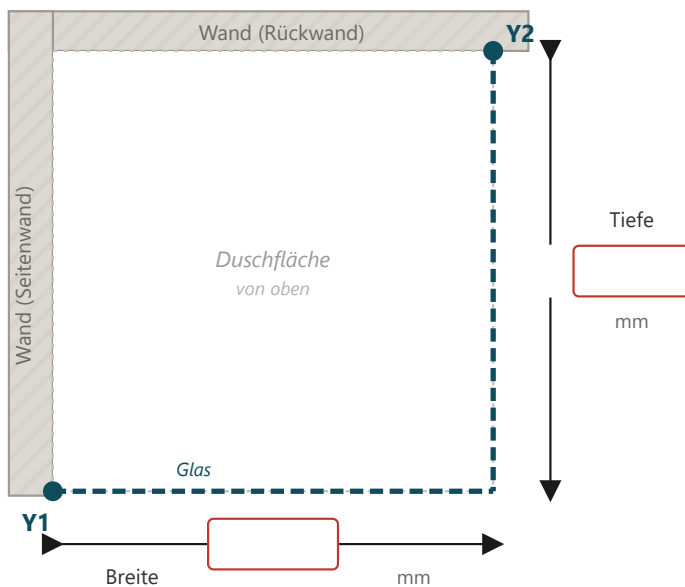 Wand (Rückwand)
Y2
Wand (Seitenwand)
Tiefe
Duschfläche
von oben
mm
Glas
Y1
Breite
mm